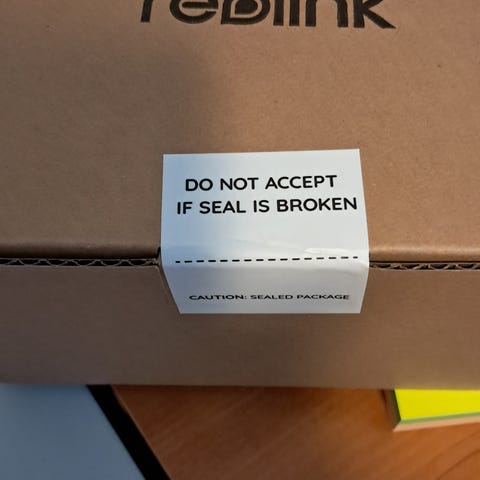 reolink
DO NOT ACCEPT
IF SEAL IS BROKEN
CAUTION: SEALED PACKAGE